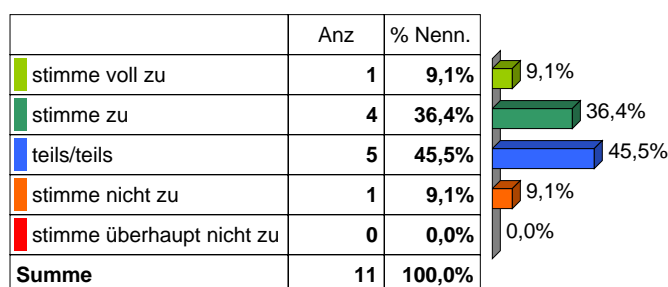 Anz % Nenn.
stimme voll zu 1 9,1% 9,1%
stimme zu 4 36,4% 36,4%
teils/teils 5 45,5% 45,5%
stimme nicht zu 1 9,1% 9,1%
stimme überhaupt nicht zu 0 0,0% 0,0%
Summe 11 100,0%